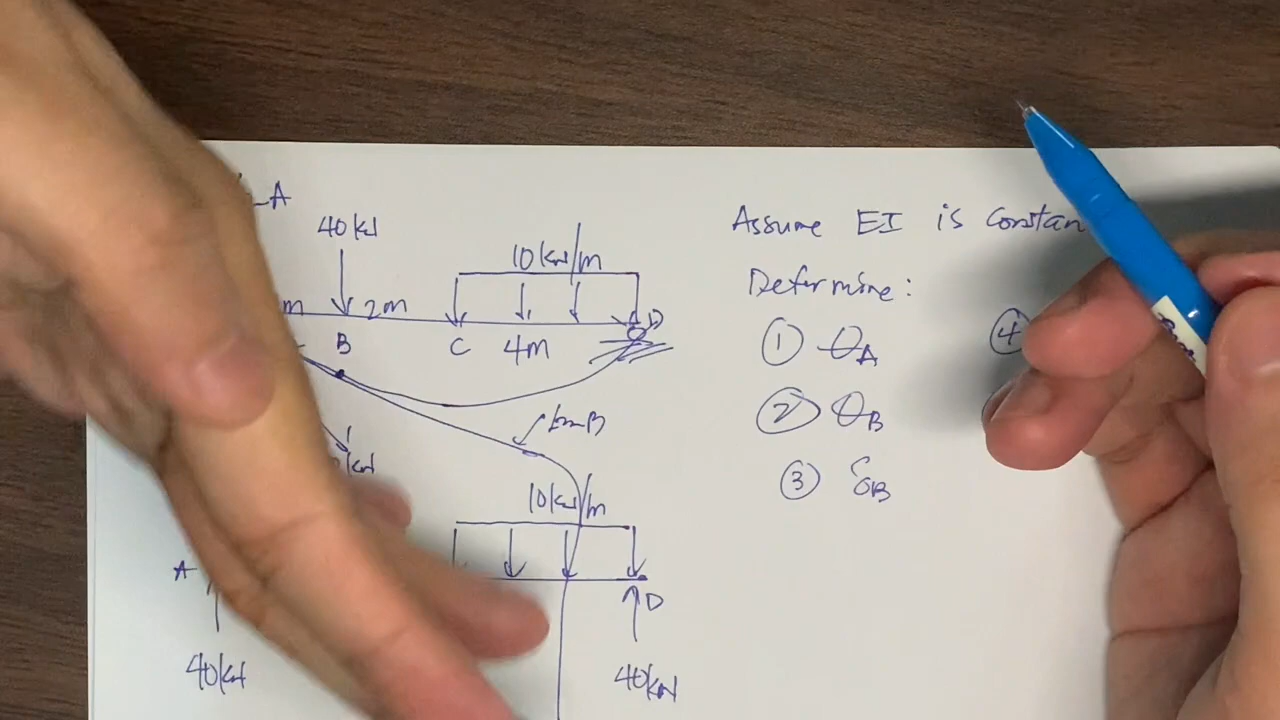 A
40kN
10kN/m
m
2m
D
B
C
4m
Assume EI is Constan
Determine:
① θA
② θB
③ δB
④
kN
10kN/m
A
D
40kN
40kN